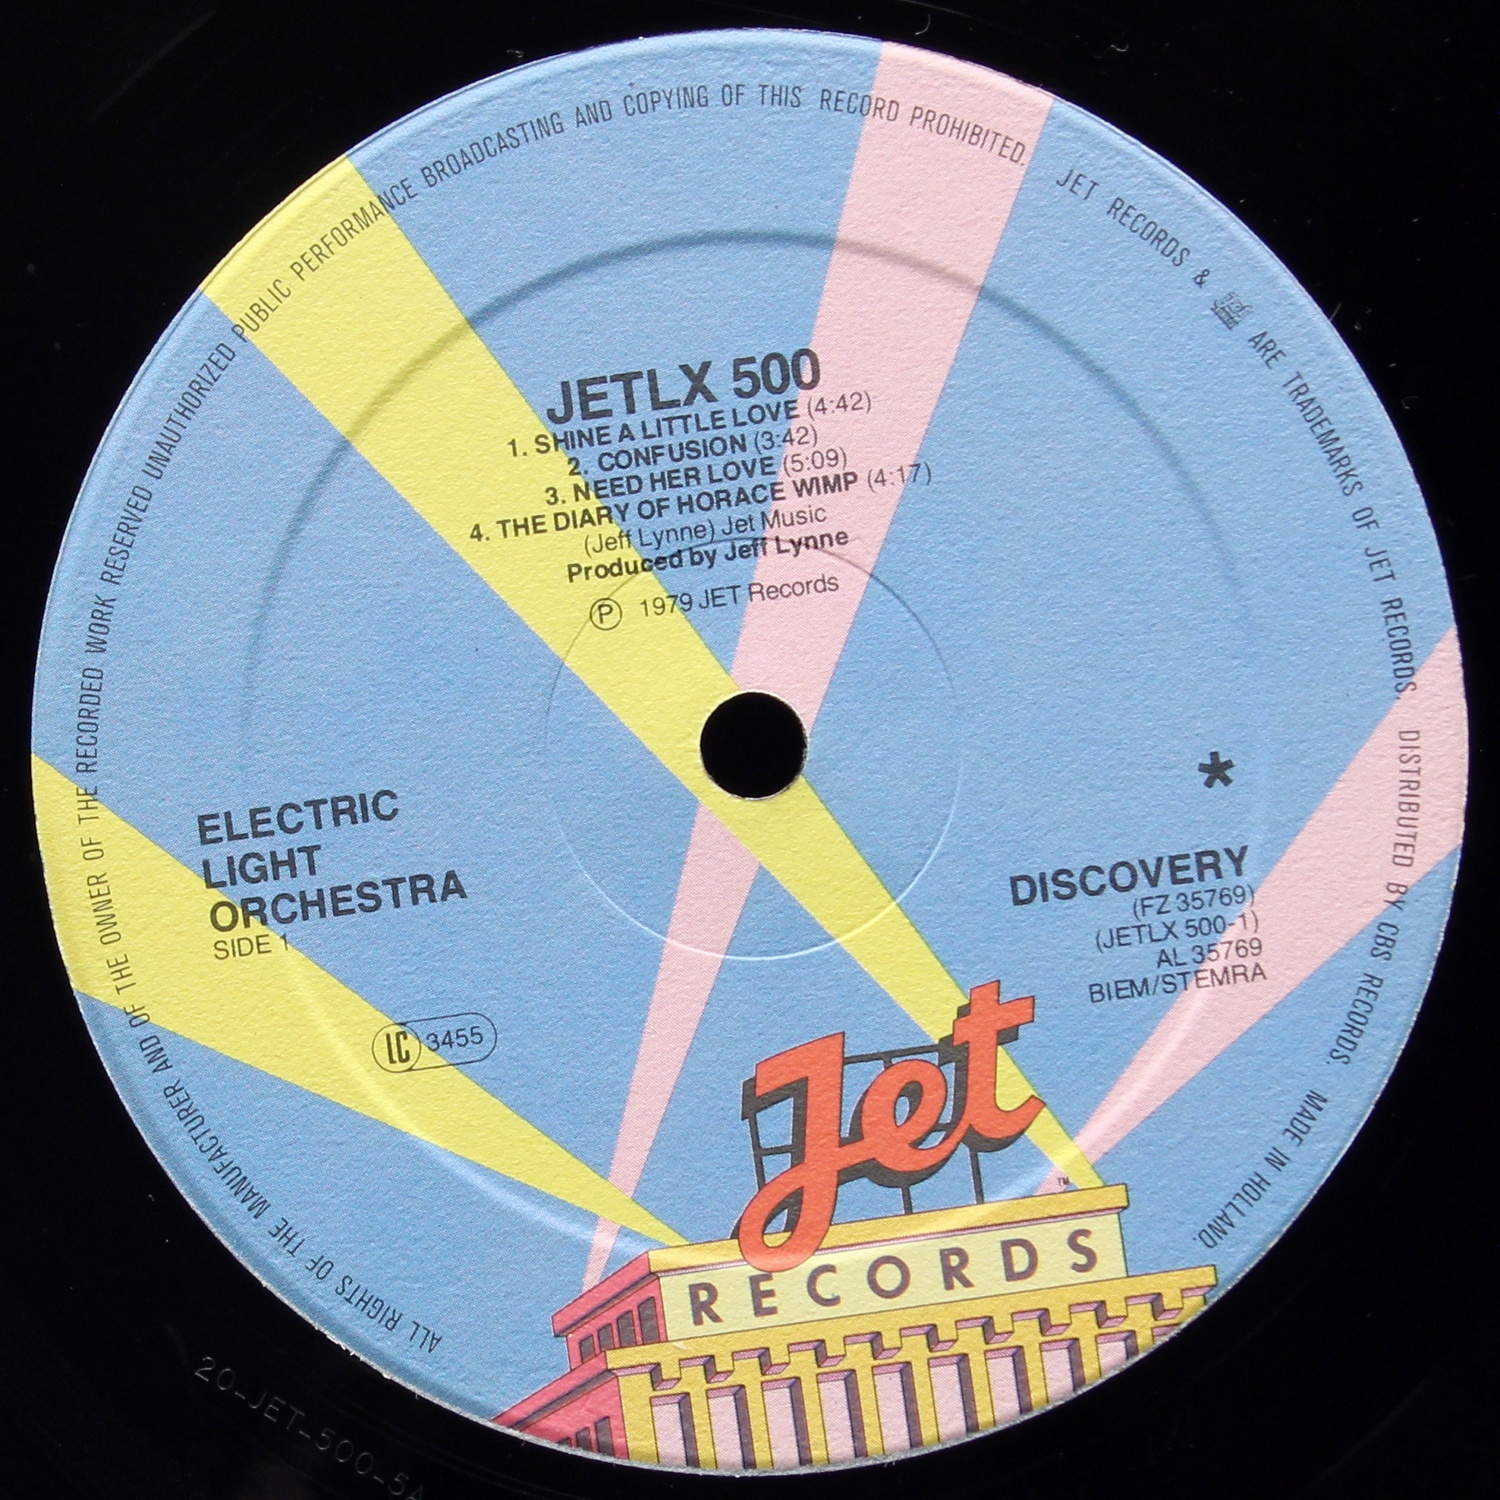 ALL RIGHTS OF THE MANUFACTURER AND OF THE OWNER OF THE RECORDED WORK RESERVED UNAUTHORIZED PUBLIC PERFORMANCE BROADCASTING AND COPYING OF THIS RECORD PROHIBITED.
JET RECORDS & Jet ARE TRADEMARKS OF JET RECORDS DISTRIBUTED BY CBS RECORDS. MADE IN HOLLAND.
JETLX 500
1. SHINE A LITTLE LOVE (4:42)
2. CONFUSION (3:42)
3. NEED HER LOVE (5:09)
4. THE DIARY OF HORACE WIMP (4:17)
(Jeff Lynne) Jet Music
Produced by Jeff Lynne
Ⓟ 1979 JET Records
ELECTRIC
LIGHT
ORCHESTRA
SIDE 1
LC 3455
*
DISCOVERY
(FZ 35769)
(JETLX 500-1)
AL 35769
BIEM/STEMRA
Jet
TM
RECORDS
20-JET-500-5A